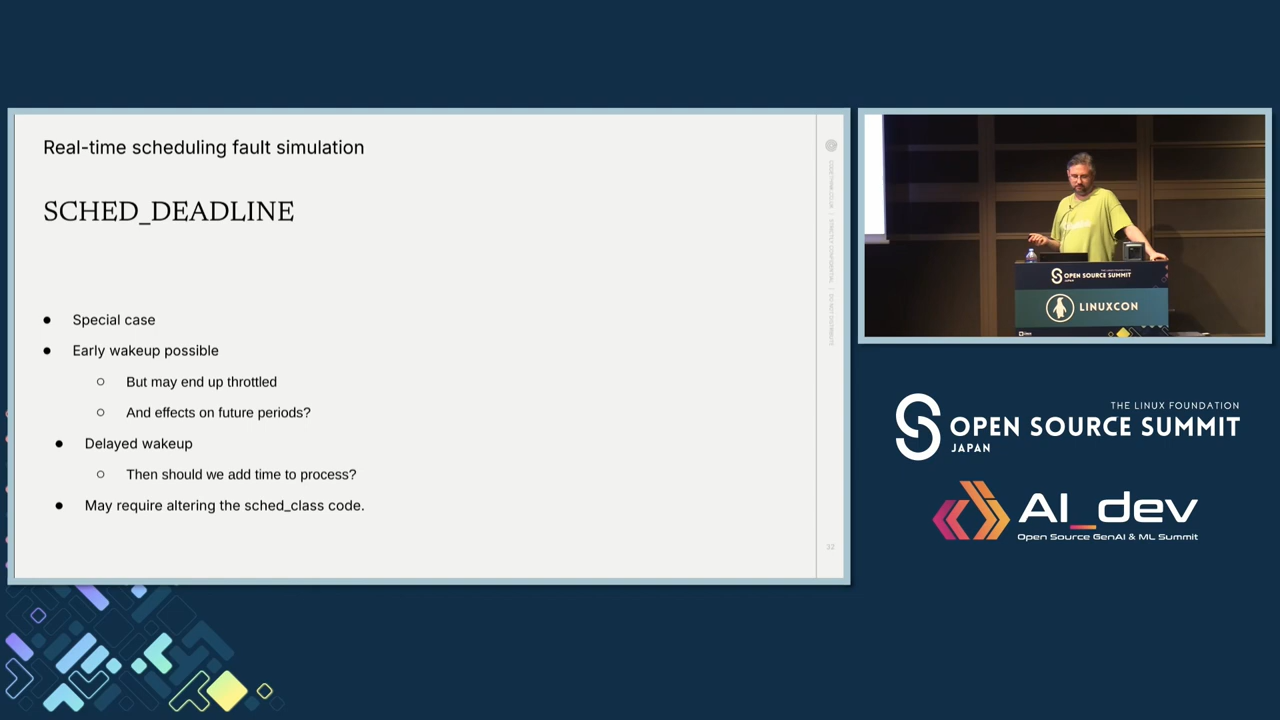 Real-time scheduling fault simulation
SCHED_DEADLINE
● Special case
● Early wakeup possible
○ But may end up throttled
○ And effects on future periods?
● Delayed wakeup
○ Then should we add time to process?
● May require altering the sched_class code.
32
OPEN SOURCE SUMMIT
JAPAN
LINUXCON
THE LINUX FOUNDATION
OPEN SOURCE SUMMIT
JAPAN
AI_dev
Open Source GenAI & ML Summit